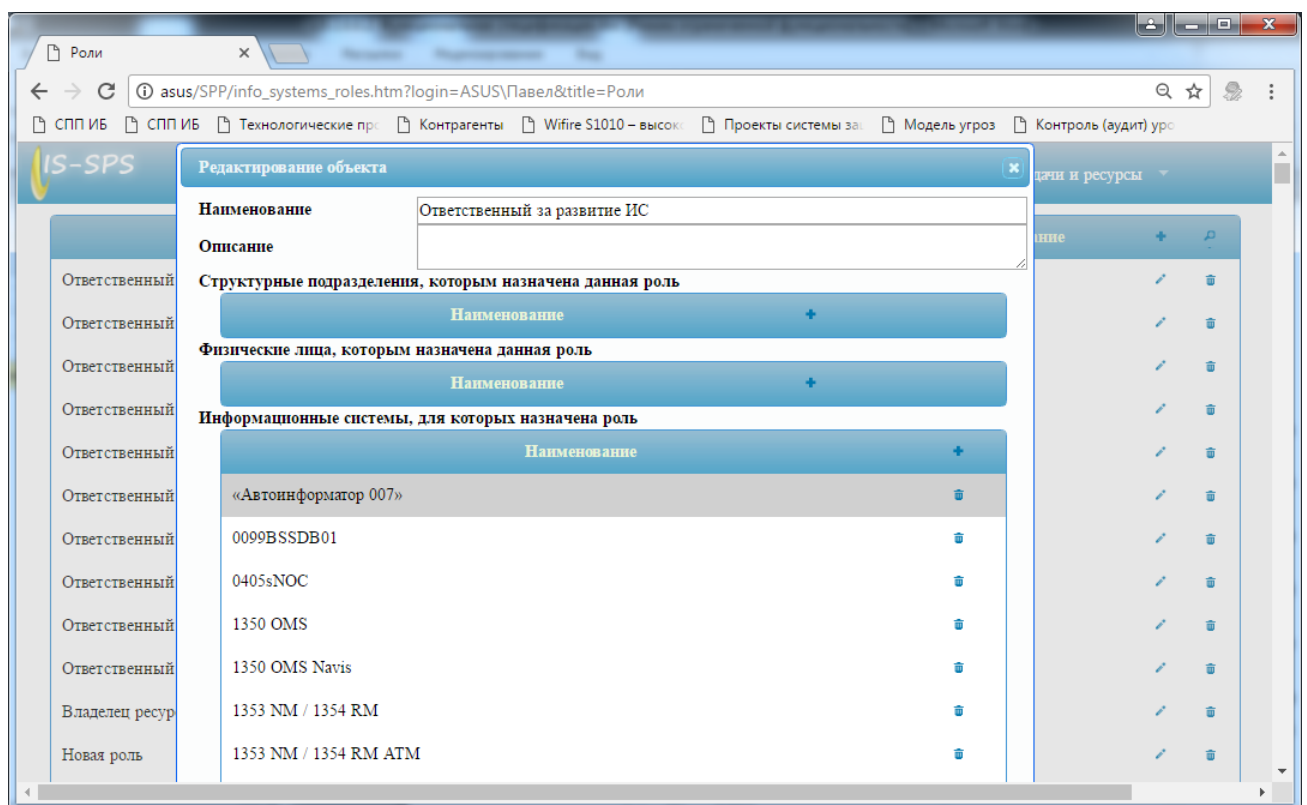 Роли
asus/SPP/info_systems_roles.htm?login=ASUS\Павел&title=Роли
СПП ИБ СПП ИБ Технологические про Контрагенты Wifire S1010 – высок Проекты системы за Модель угроз Контроль (аудит) уро
IS-SPS
Редактирование объекта
дачи и ресурсы
Наименование Ответственный за развитие ИС
Описание
ние
Структурные подразделения, которым назначена данная роль
Ответственный
Наименование
Ответственный
Физические лица, которым назначена данная роль
Ответственный
Наименование
Ответственный
Информационные системы, для которых назначена роль
Ответственный
Наименование
Ответственный
«Автоинформатор 007»
Ответственный
0099BSSDB01
Ответственный
0405sNOC
Ответственный
1350 OMS
Ответственный
1350 OMS Navis
Владелец ресур
1353 NM / 1354 RM
Новая роль
1353 NM / 1354 RM ATM